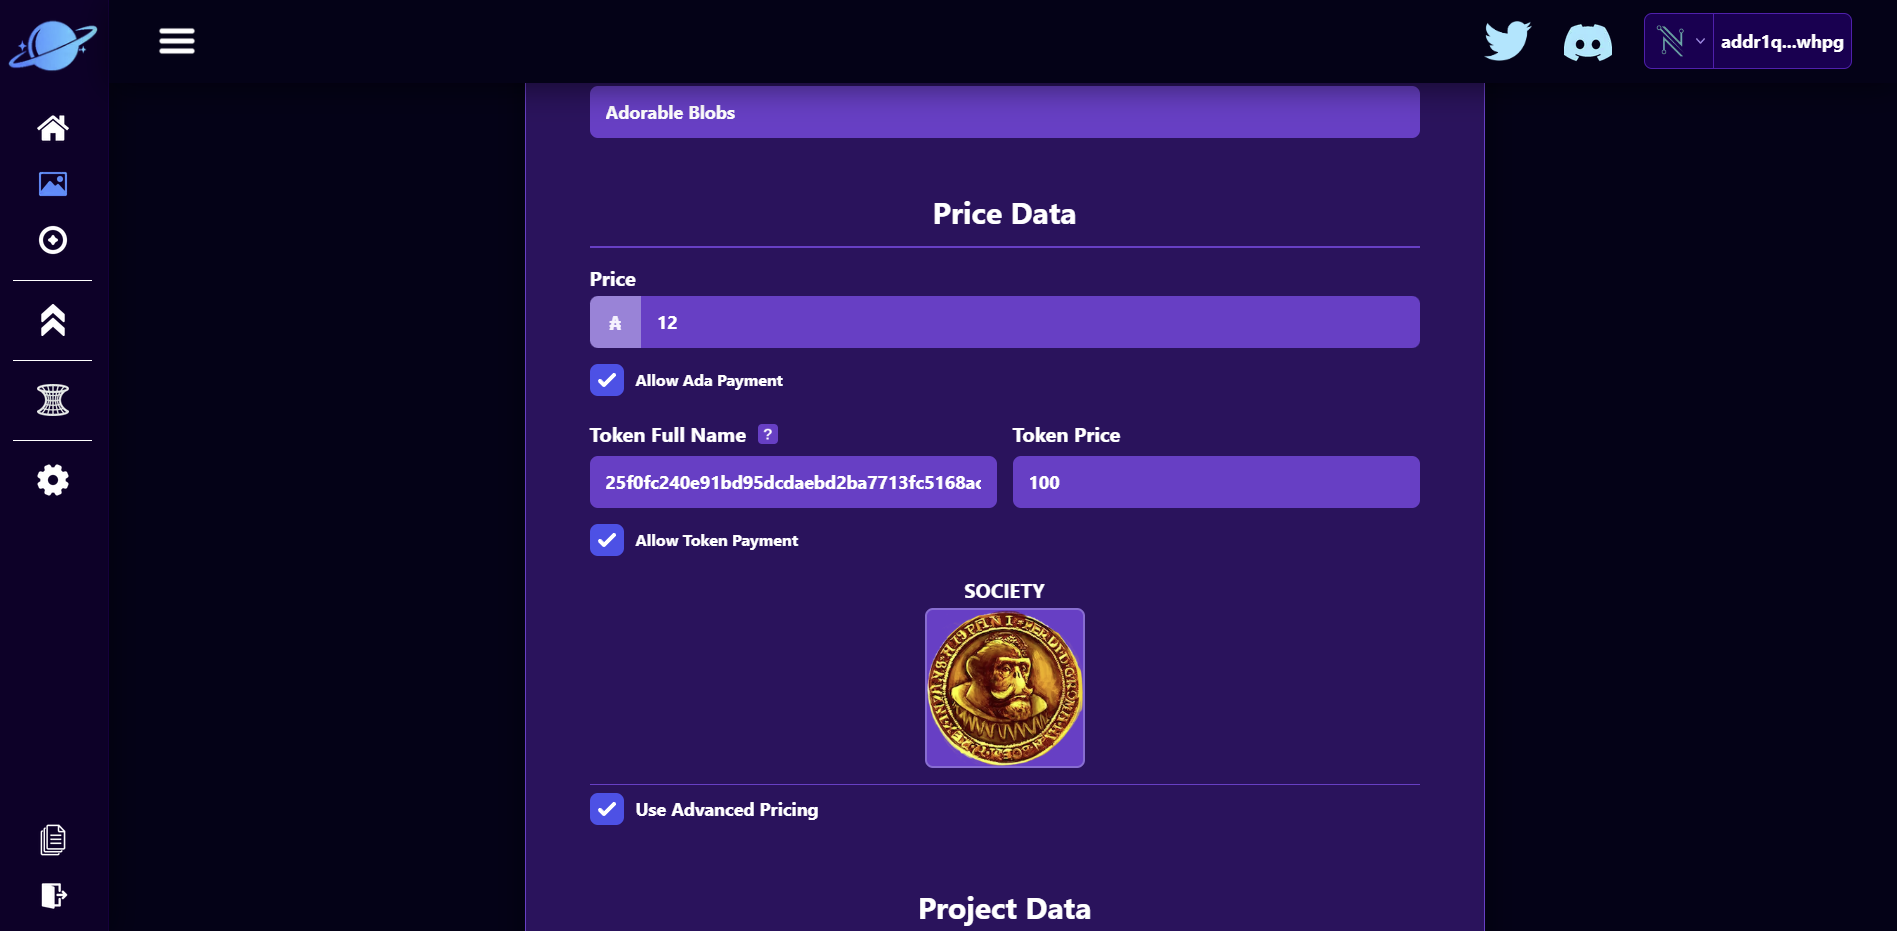 addr1q...whpg
Adorable Blobs
Price Data
Price
₳ 12
Allow Ada Payment
Token Full Name ?
Token Price
25f0fc240e91bd95dcdaebd2ba7713fc5168a
100
Allow Token Payment
SOCIETY
Use Advanced Pricing
Project Data